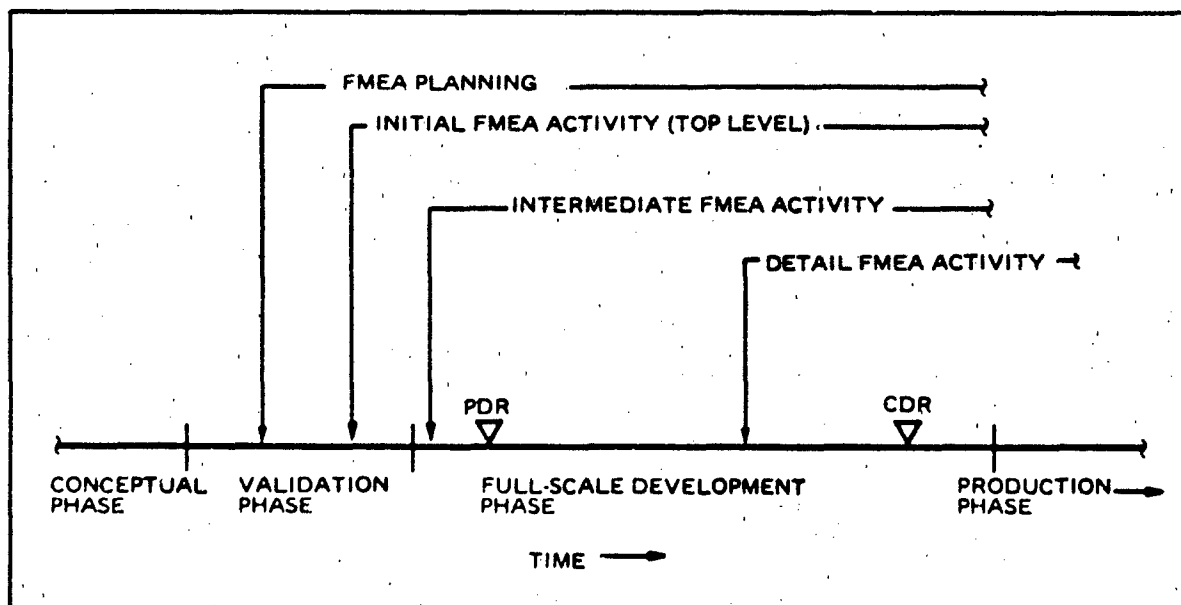 FMEA PLANNING
INITIAL FMEA ACTIVITY (TOP LEVEL)
INTERMEDIATE FMEA ACTIVITY
DETAIL FMEA ACTIVITY
PDR
CDR
CONCEPTUAL PHASE
VALIDATION PHASE
FULL-SCALE DEVELOPMENT PHASE
PRODUCTION PHASE
TIME